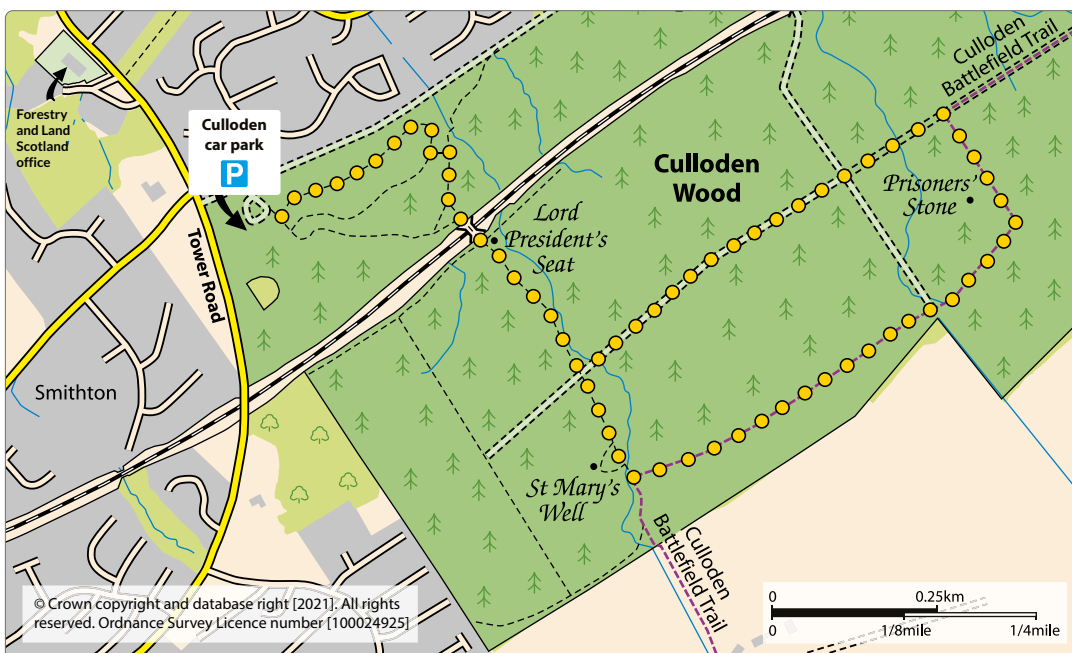 Forestry
and Land
Scotland
office
Culloden
car park
P
Tower Road
Smithton
Culloden
Wood
Lord
President's
Seat
Prisoners'
Stone
St Mary's
Well
Culloden
Battlefield Trail
Culloden
Battlefield Trail
© Crown copyright and database right [2021]. All rights
reserved. Ordnance Survey Licence number [100024925]
0 0.25km
0 1/8mile 1/4mile